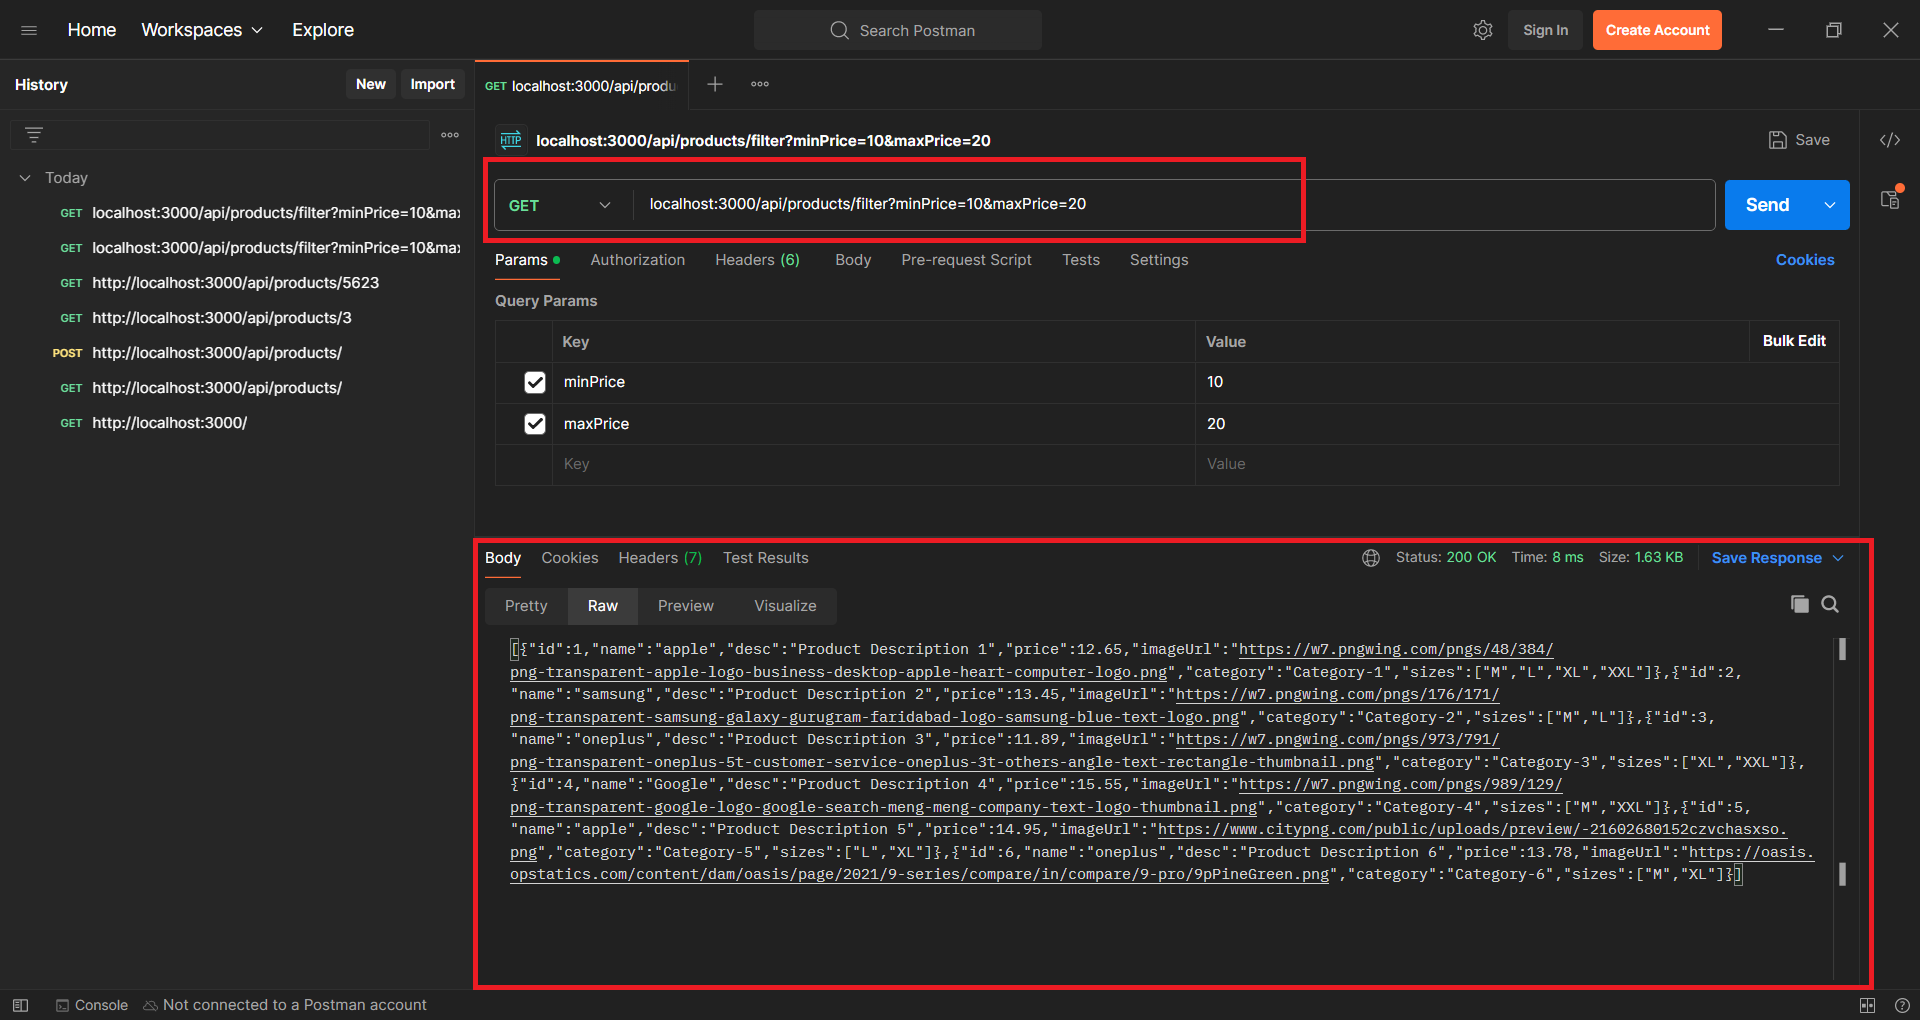 Home Workspaces Explore Search Postman Sign In Create Account
History New Import GET localhost:3000/api/produ
HTTP localhost:3000/api/products/filter?minPrice=10&maxPrice=20 Save
Today
GET localhost:3000/api/products/filter?minPrice=10&ma
GET localhost:3000/api/products/filter?minPrice=10&ma
GET http://localhost:3000/api/products/5623
GET http://localhost:3000/api/products/3
POST http://localhost:3000/api/products/
GET http://localhost:3000/api/products/
GET http://localhost:3000/
GET localhost:3000/api/products/filter?minPrice=10&maxPrice=20 Send
Params Authorization Headers (6) Body Pre-request Script Tests Settings Cookies
Query Params
Key Value Bulk Edit
minPrice 10
maxPrice 20
Key Value
Body Cookies Headers (7) Test Results Status: 200 OK Time: 8 ms Size: 1.63 KB Save Response
Pretty Raw Preview Visualize
[{"id":1,"name":"apple","desc":"Product Description 1","price":12.65,"imageUrl":"https://w7.pngwing.com/pngs/48/384/
png-transparent-apple-logo-business-desktop-apple-heart-computer-logo.png","category":"Category-1","sizes":["M","L","XL","XXL"]},{"id":2,
"name":"samsung","desc":"Product Description 2","price":13.45,"imageUrl":"https://w7.pngwing.com/pngs/176/171/
png-transparent-samsung-galaxy-gurugram-faridabad-logo-samsung-blue-text-logo.png","category":"Category-2","sizes":["M","L"]},{"id":3,
"name":"oneplus","desc":"Product Description 3","price":11.89,"imageUrl":"https://w7.pngwing.com/pngs/973/791/
png-transparent-oneplus-5t-customer-service-oneplus-3t-others-angle-text-rectangle-thumbnail.png","category":"Category-3","sizes":["XL","XXL"]},
{"id":4,"name":"Google","desc":"Product Description 4","price":15.55,"imageUrl":"https://w7.pngwing.com/pngs/989/129/
png-transparent-google-logo-google-search-meng-meng-company-text-logo-thumbnail.png","category":"Category-4","sizes":["M","XXL"]},{"id":5,
"name":"apple","desc":"Product Description 5","price":14.95,"imageUrl":"https://www.citypng.com/public/uploads/preview/-21602680152czvchasxso.
png","category":"Category-5","sizes":["L","XL"]},{"id":6,"name":"oneplus","desc":"Product Description 6","price":13.78,"imageUrl":"https://oasis.
opstatics.com/content/dam/oasis/page/2021/9-series/compare/in/compare/9-pro/9pPineGreen.png","category":"Category-6","sizes":["M","XL"]}]
Console Not connected to a Postman account